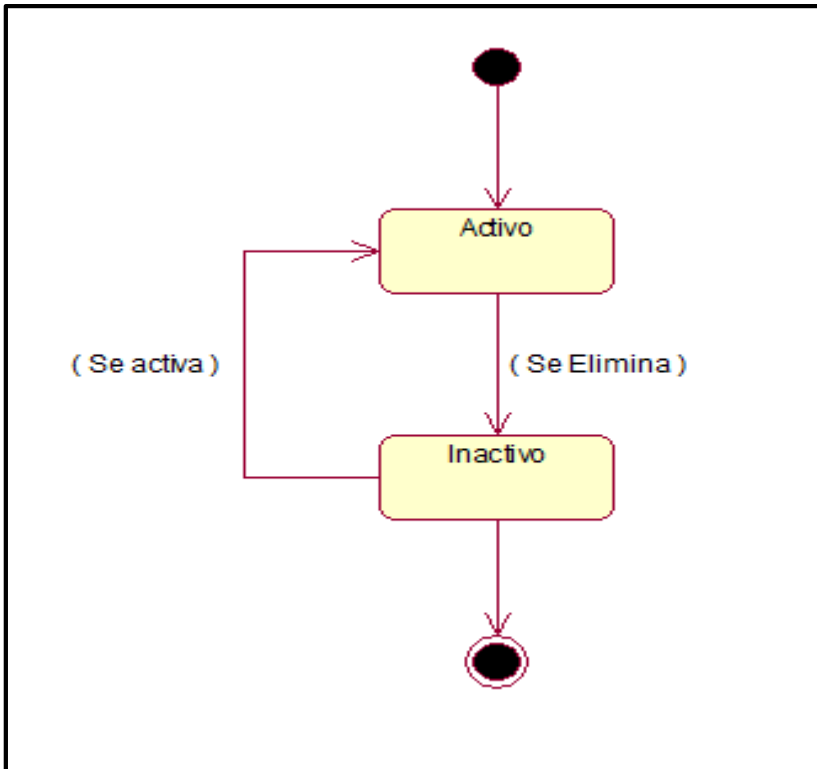 Activo
( Se activa )
( Se Elimina )
Inactivo